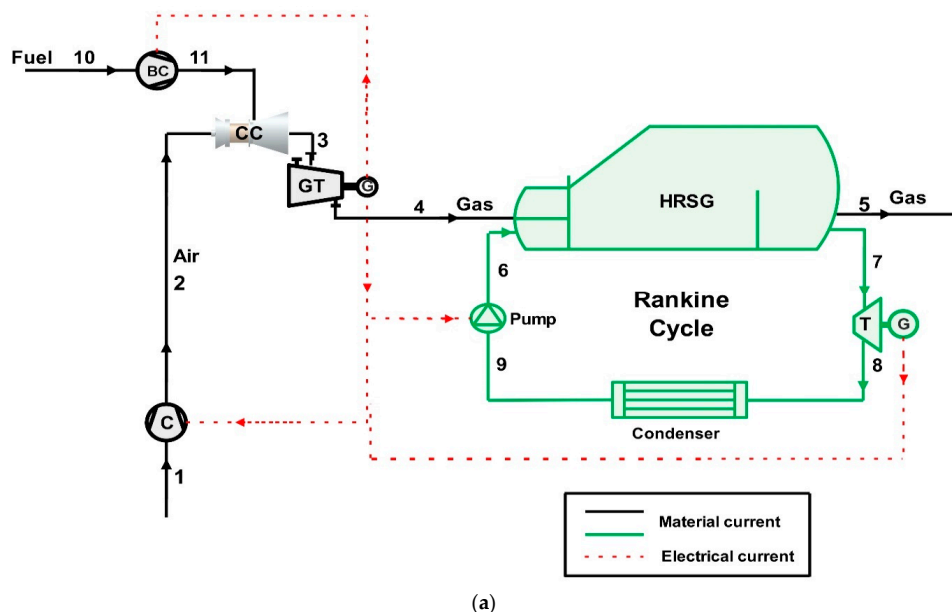 Fuel 10
BC
11
CC
3
GT
G
4
Gas
HRSG
5
Gas
Air
2
6
7
Pump
Rankine
Cycle
T
G
9
8
C
Condenser
1
Material current
Electrical current
(a)